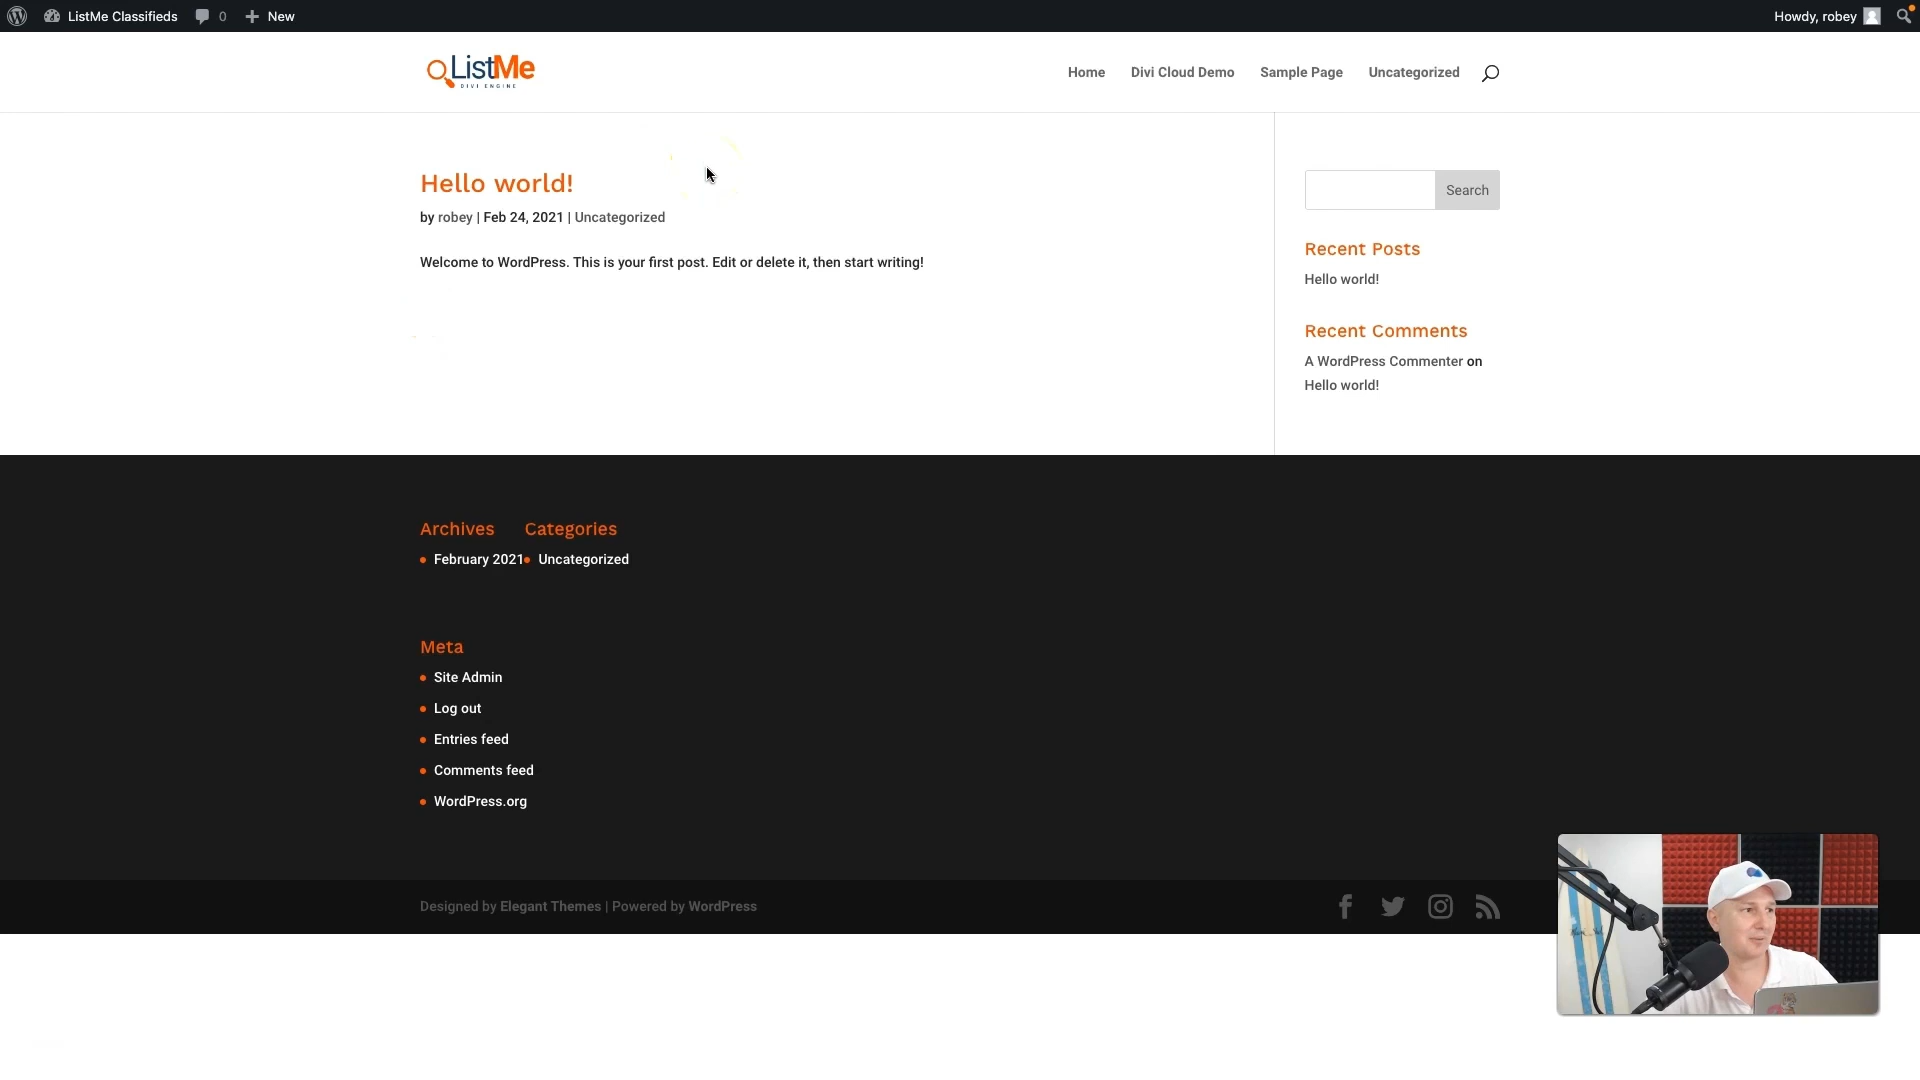 ListMe Classifieds 0 New Howdy, robey
ListMe
DIVI ENGINE
Home Divi Cloud Demo Sample Page Uncategorized
Hello world!
by robey | Feb 24, 2021 | Uncategorized
Welcome to WordPress. This is your first post. Edit or delete it, then start writing!
Search
Recent Posts
Hello world!
Recent Comments
A WordPress Commenter on
Hello world!
Archives
February 2021
Categories
Uncategorized
Meta
Site Admin
Log out
Entries feed
Comments feed
WordPress.org
Designed by Elegant Themes | Powered by WordPress